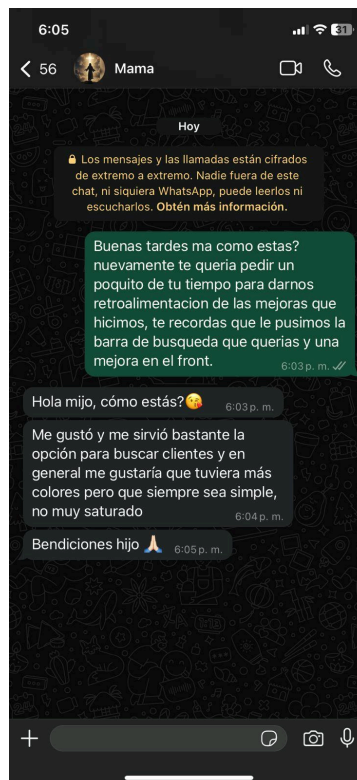 6:05
31
56
Mama
Hoy
Los mensajes y las llamadas están cifrados
de extremo a extremo. Nadie fuera de este
chat, ni siquiera WhatsApp, puede leerlos ni
escucharlos. Obtén más información.
Buenas tardes ma como estas?
nuevamente te queria pedir un
poquito de tu tiempo para darnos
retroalimentacion de las mejoras que
hicimos, te recordas que le pusimos la
barra de busqueda que querias y una
mejora en el front.
6:03 p. m.
Hola mijo, cómo estás?😘
6:03 p. m.
Me gustó y me sirvió bastante la
opción para buscar clientes y en
general me gustaría que tuviera más
colores pero que siempre sea simple,
no muy saturado
6:04 p. m.
Bendiciones hijo 🙏🏻
6:05 p. m.